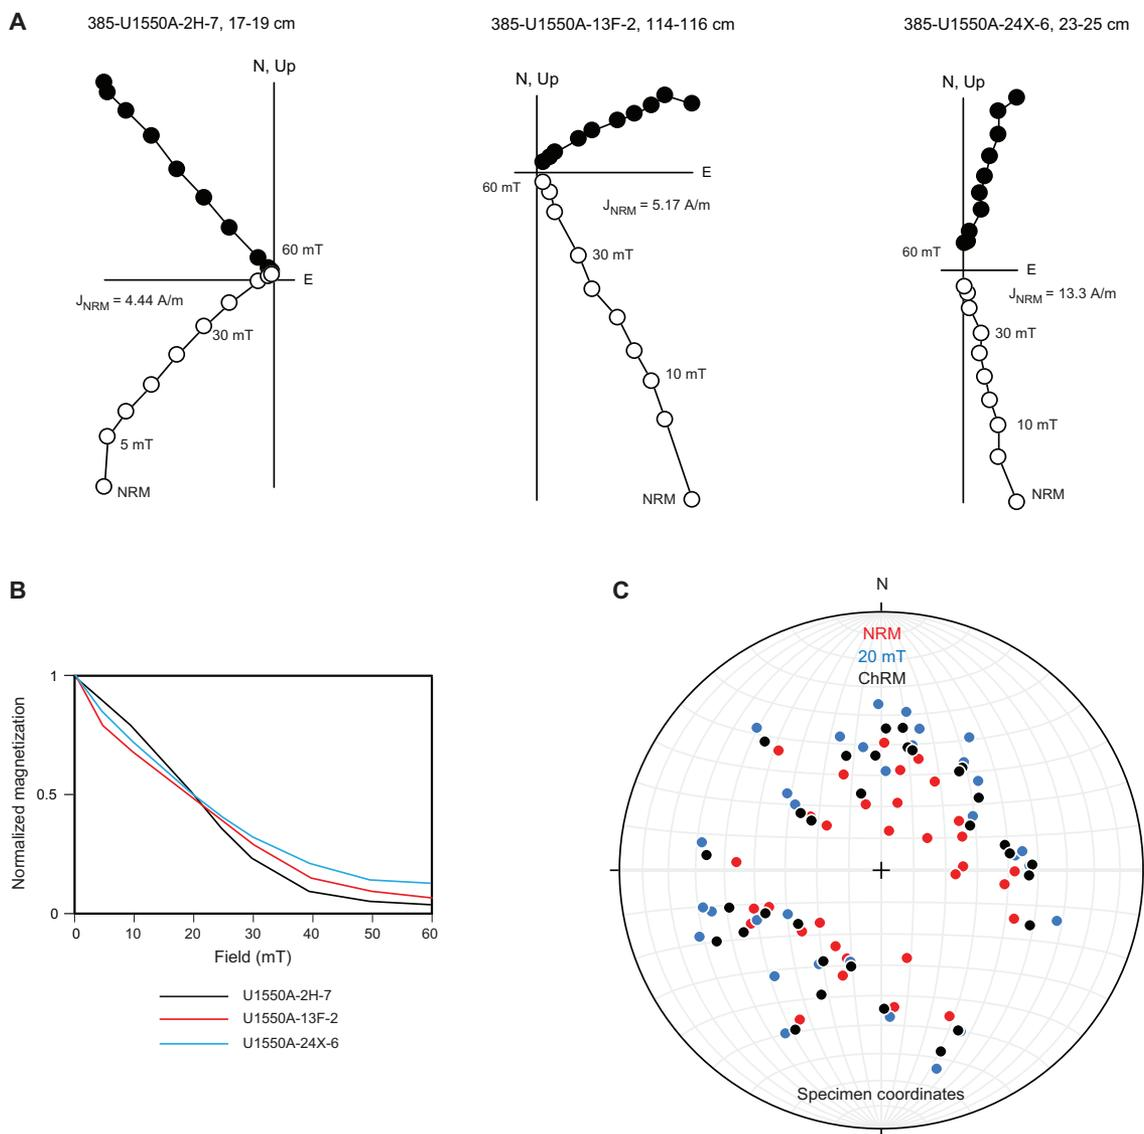 A
385-U1550A-2H-7, 17-19 cm
385-U1550A-13F-2, 114-116 cm
385-U1550A-24X-6, 23-25 cm
N, Up
60 mT
E
JNRM = 4.44 A/m
30 mT
5 mT
NRM
N, Up
E
60 mT
JNRM = 5.17 A/m
30 mT
10 mT
NRM
N, Up
60 mT
E
JNRM = 13.3 A/m
30 mT
10 mT
NRM
B
Normalized magnetization
1
0.5
0
0 10 20 30 40 50 60
Field (mT)
U1550A-2H-7
U1550A-13F-2
U1550A-24X-6
C
N
NRM
20 mT
ChRM
Specimen coordinates